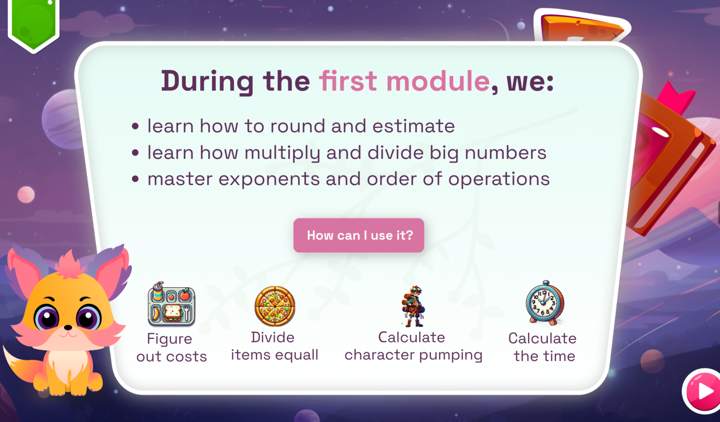 During the first module, we:
• learn how to round and estimate
• learn how multiply and divide big numbers
• master exponents and order of operations
How can I use it?
Figure
out costs
Divide
items equall
Calculate
character pumping
Calculate
the time